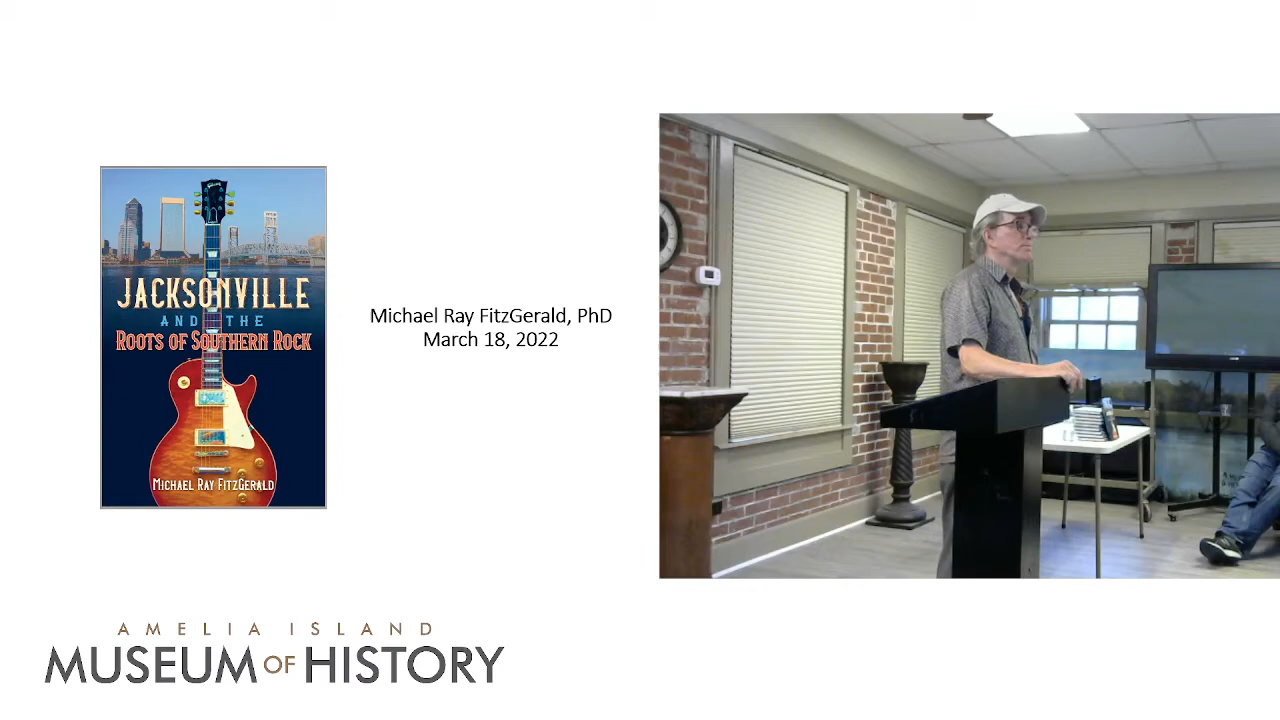 JACKSONVILLE
AND THE
ROOTS OF SOUTHERN ROCK
MICHAEL RAY FITZGERALD
Michael Ray FitzGerald, PhD
March 18, 2022
AMELIA ISLAND
MUSEUM OF HISTORY